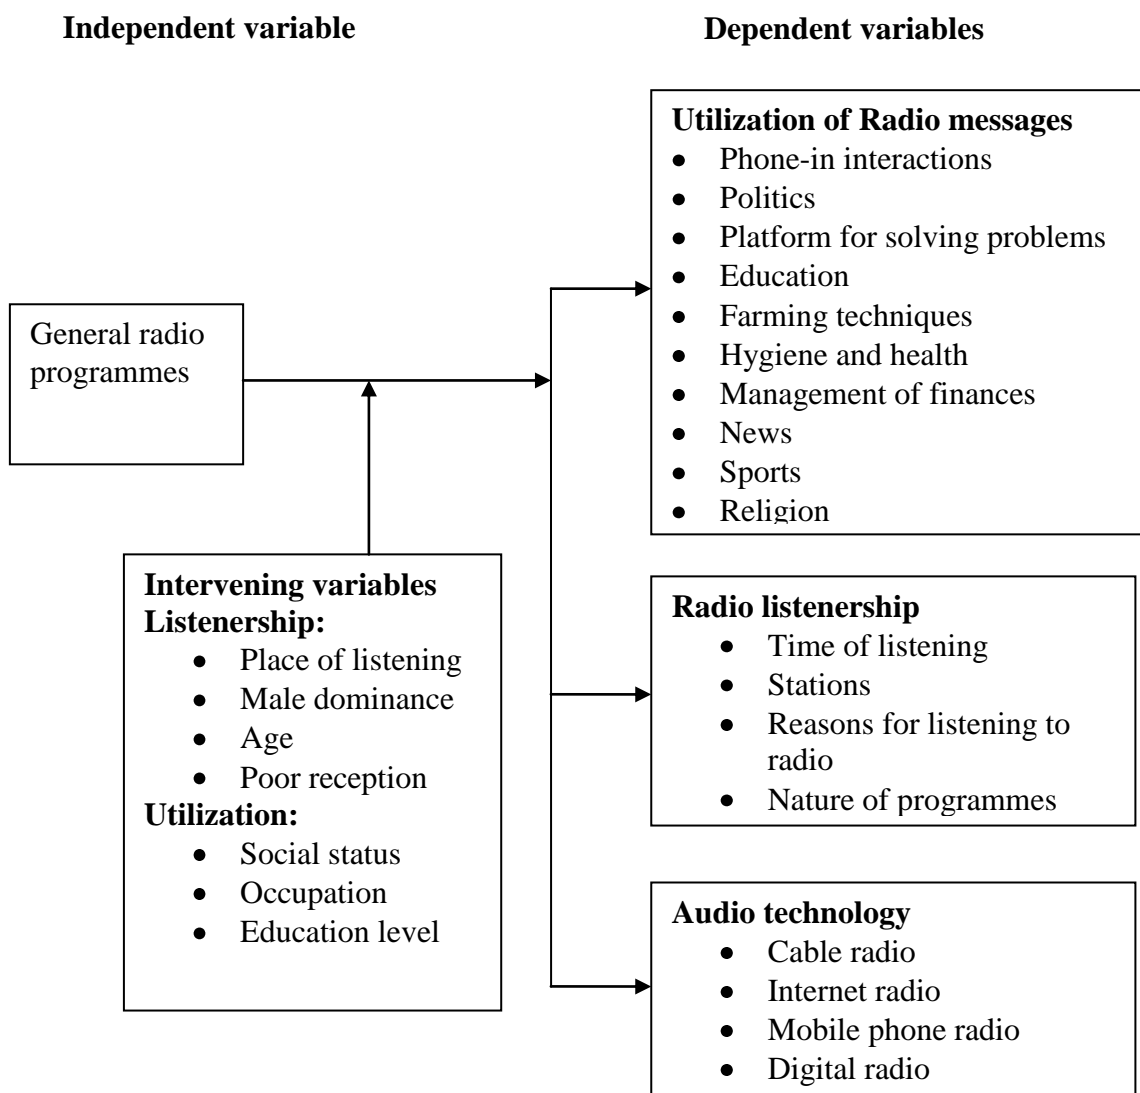 Independent variable
Dependent variables
General radio
programmes
Intervening variables
Listenership:
• Place of listening
• Male dominance
• Age
• Poor reception
Utilization:
• Social status
• Occupation
• Education level
Utilization of Radio messages
• Phone-in interactions
• Politics
• Platform for solving problems
• Education
• Farming techniques
• Hygiene and health
• Management of finances
• News
• Sports
• Religion
Radio listenership
• Time of listening
• Stations
• Reasons for listening to
radio
• Nature of programmes
Audio technology
• Cable radio
• Internet radio
• Mobile phone radio
• Digital radio